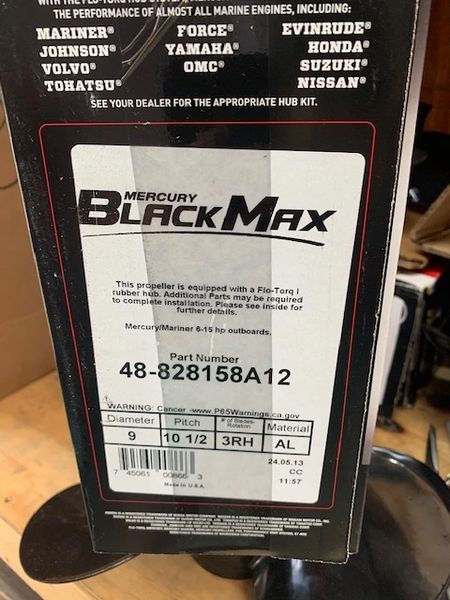 THE PERFORMANCE OF ALMOST ALL MARINE ENGINES, INCLUDING:
MARINER® FORCE® EVINRUDE®
JOHNSON® YAMAHA® HONDA®
VOLVO® OMC® SUZUKI®
TOHATSU® NISSAN®
SEE YOUR DEALER FOR THE APPROPRIATE HUB KIT.
MERCURY
BLACKMAX
This propeller is equipped with a Flo-Torq I
rubber hub. Additional Parts may be required
to complete installation. Please see inside for
further details.
Mercury/Mariner 6-15 hp outboards.
Part Number
48-828158A12
WARNING: Cancer -www.P65Warnings.ca.gov
Diameter Pitch # of Blades- Rotation Material
9 10 1/2 3RH AL
24.05.13
CC
11:57
7 45061 00866 3
Made in U.S.A.